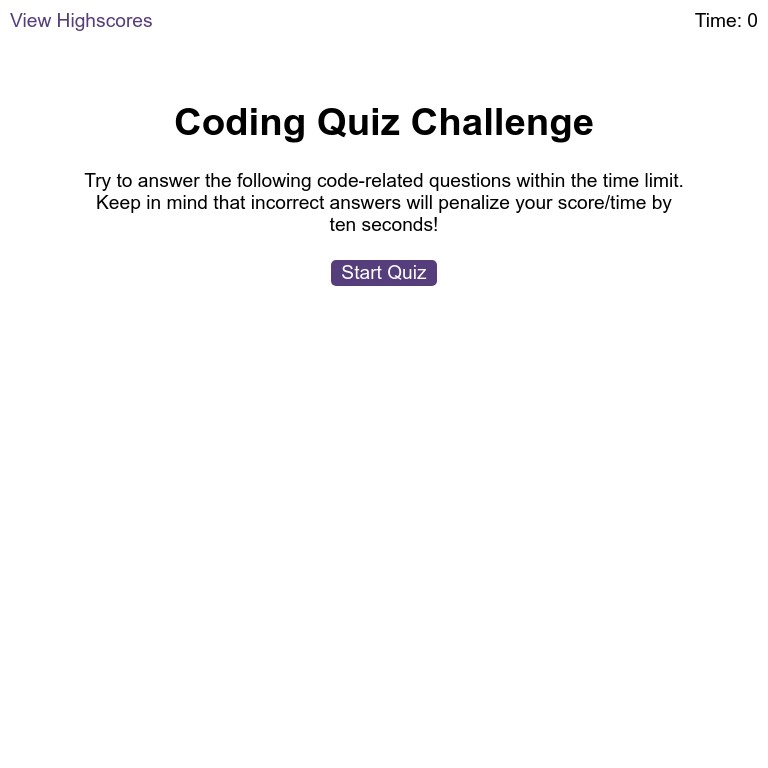 View Highscores
Time: 0
Coding Quiz Challenge
Try to answer the following code-related questions within the time limit.
Keep in mind that incorrect answers will penalize your score/time by
ten seconds!
Start Quiz